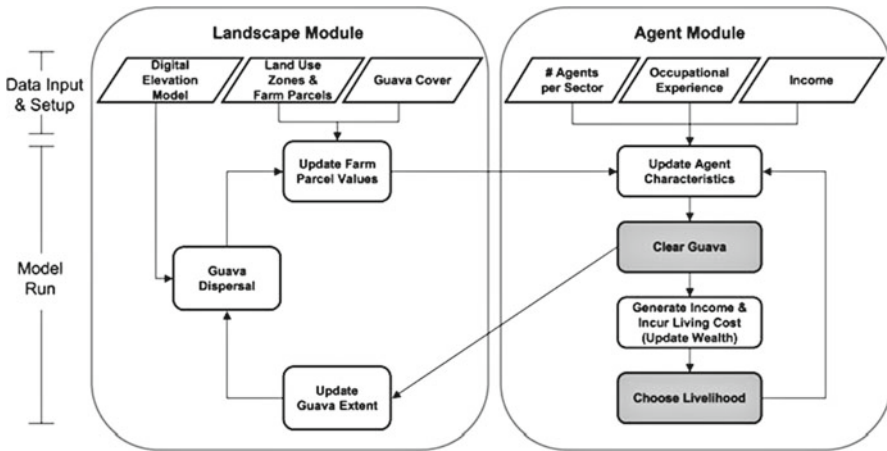 Landscape Module
Agent Module
Data Input
& Setup
Digital
Elevation
Model
Land Use
Zones &
Farm Parcels
Guava Cover
# Agents
per Sector
Occupational
Experience
Income
Update Farm
Parcel Values
Update Agent
Characteristics
Clear Guava
Model
Run
Guava
Dispersal
Generate Income &
Incur Living Cost
(Update Wealth)
Update
Guava Extent
Choose Livelihood